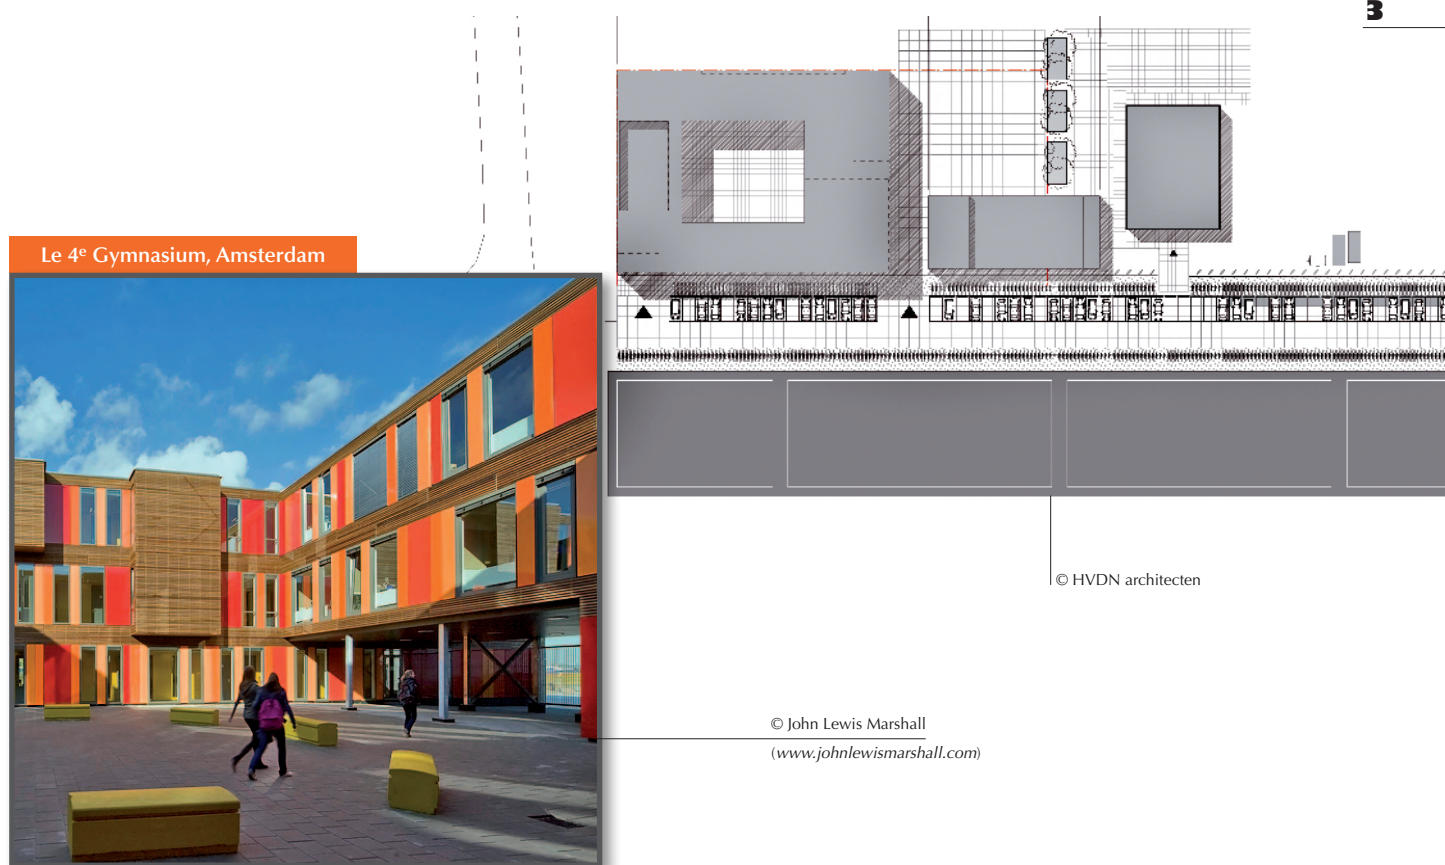 3
Le 4ᵉ Gymnasium, Amsterdam
© HVDN architecten
© John Lewis Marshall
(www.johnlewismarshall.com)